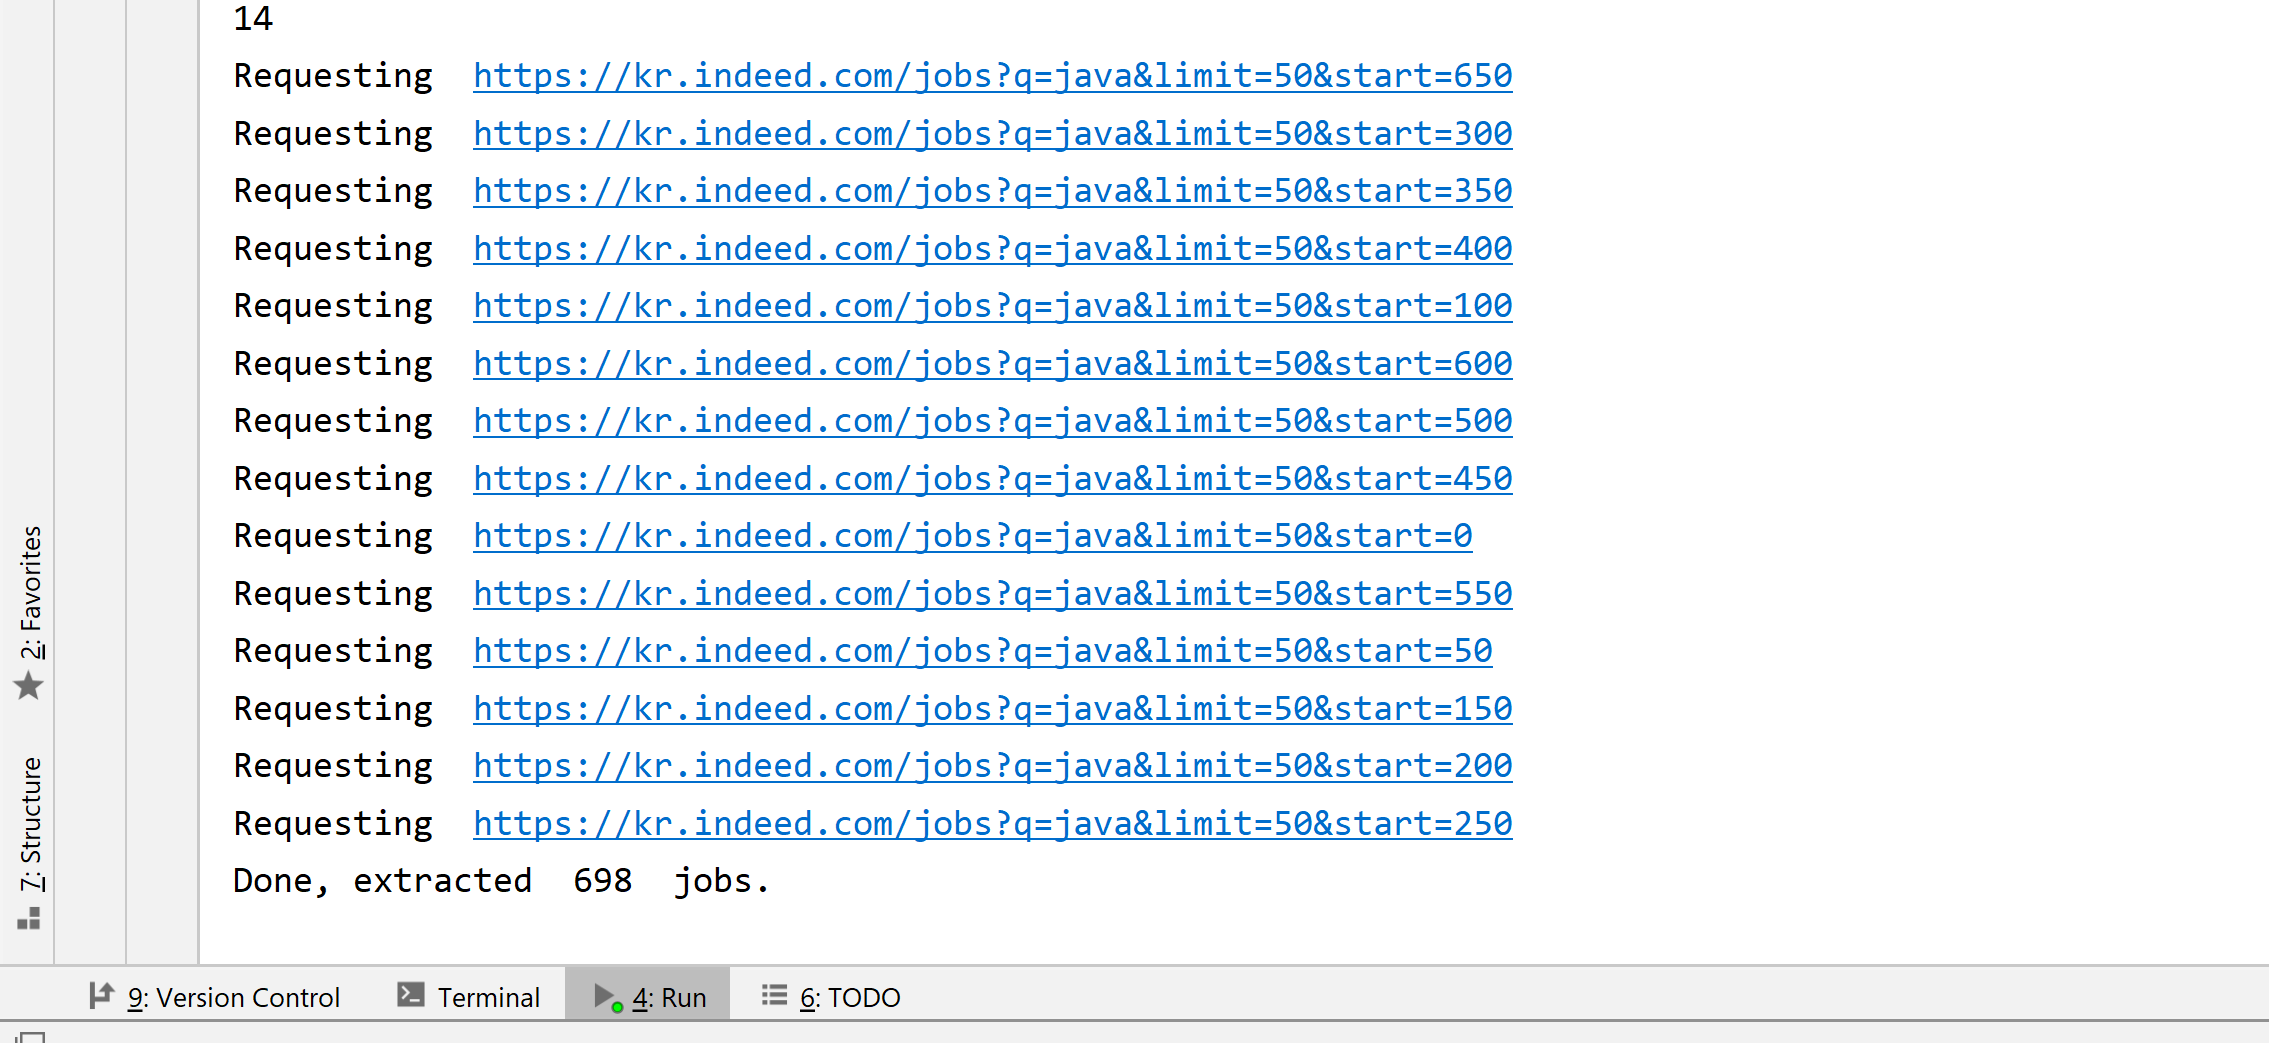 14
Requesting  https://kr.indeed.com/jobs?q=java&limit=50&start=650
Requesting  https://kr.indeed.com/jobs?q=java&limit=50&start=300
Requesting  https://kr.indeed.com/jobs?q=java&limit=50&start=350
Requesting  https://kr.indeed.com/jobs?q=java&limit=50&start=400
Requesting  https://kr.indeed.com/jobs?q=java&limit=50&start=100
Requesting  https://kr.indeed.com/jobs?q=java&limit=50&start=600
Requesting  https://kr.indeed.com/jobs?q=java&limit=50&start=500
Requesting  https://kr.indeed.com/jobs?q=java&limit=50&start=450
Requesting  https://kr.indeed.com/jobs?q=java&limit=50&start=0
Requesting  https://kr.indeed.com/jobs?q=java&limit=50&start=550
Requesting  https://kr.indeed.com/jobs?q=java&limit=50&start=50
Requesting  https://kr.indeed.com/jobs?q=java&limit=50&start=150
Requesting  https://kr.indeed.com/jobs?q=java&limit=50&start=200
Requesting  https://kr.indeed.com/jobs?q=java&limit=50&start=250
Done, extracted  698  jobs.
2: Favorites
7: Structure
9: Version Control
Terminal
4: Run
6: TODO